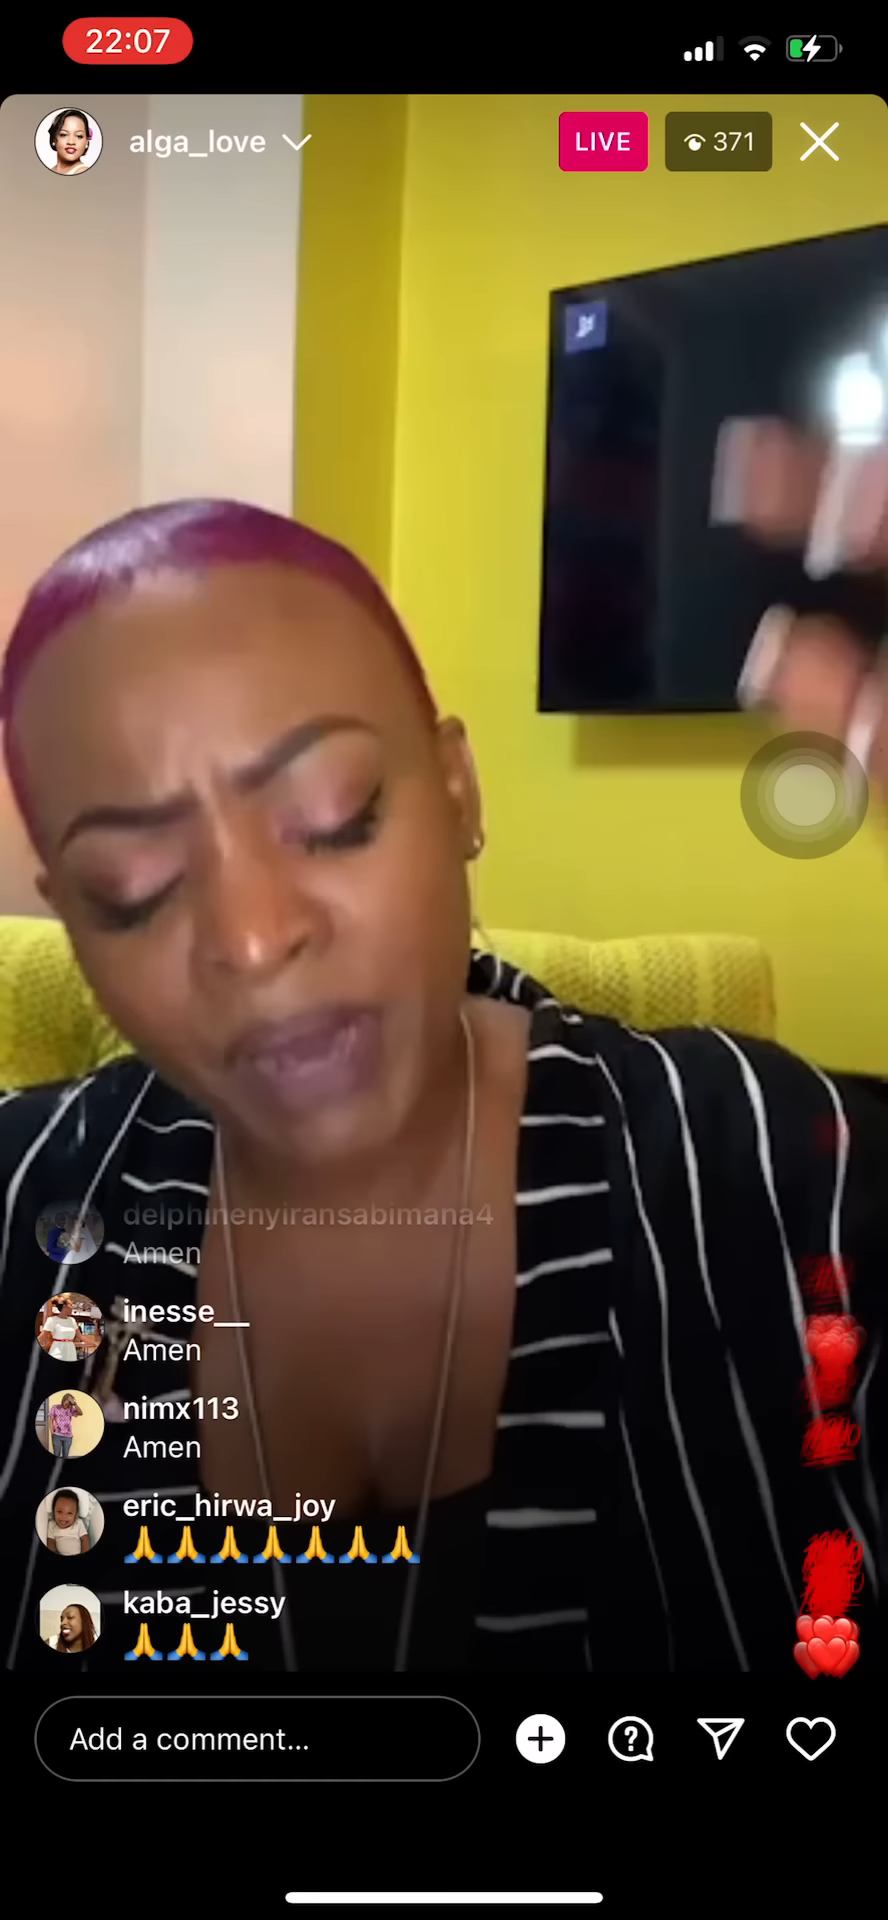 22:07
alga_love
LIVE
371
delphinenyiransabimana4
Amen
inesse__
Amen
nimx113
Amen
eric_hirwa_joy
🙏🙏🙏🙏🙏🙏🙏
kaba_jessy
🙏🙏🙏
Add a comment...